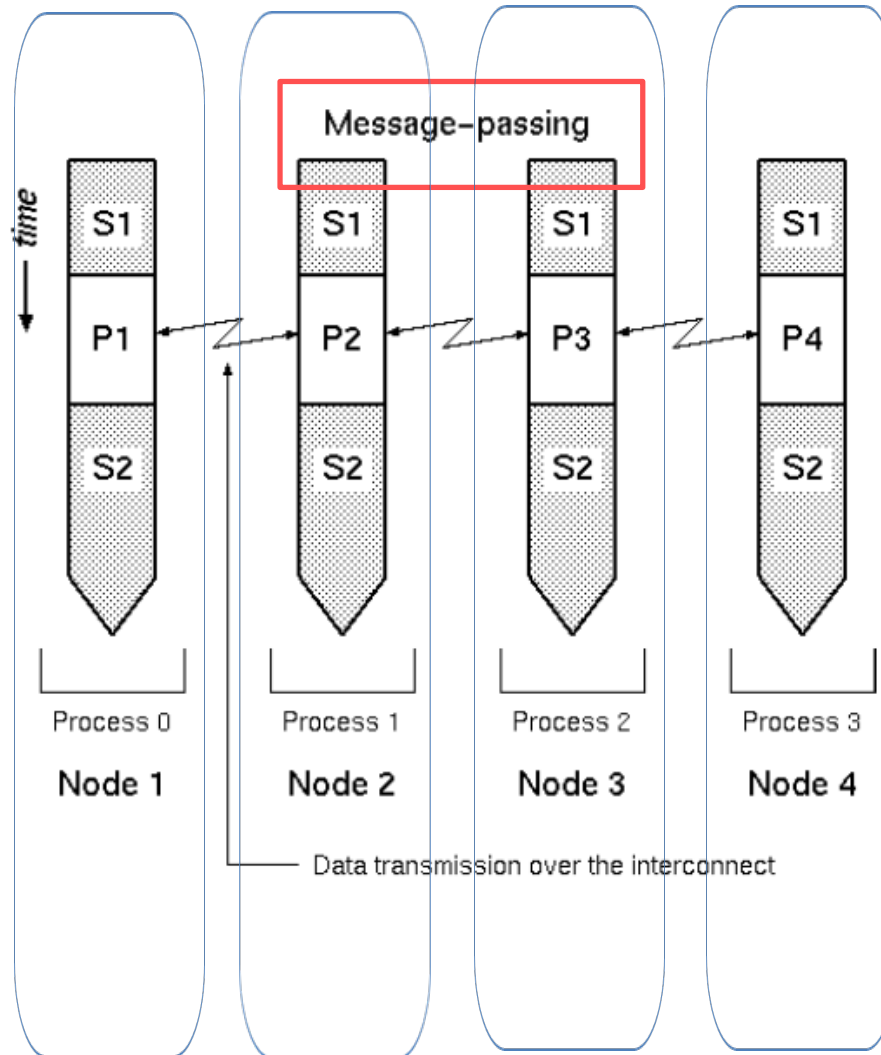 Message-passing
time
S1 S1 S1 S1
P1 P2 P3 P4
S2 S2 S2 S2
Process 0 Process 1 Process 2 Process 3
Node 1 Node 2 Node 3 Node 4
Data transmission over the interconnect